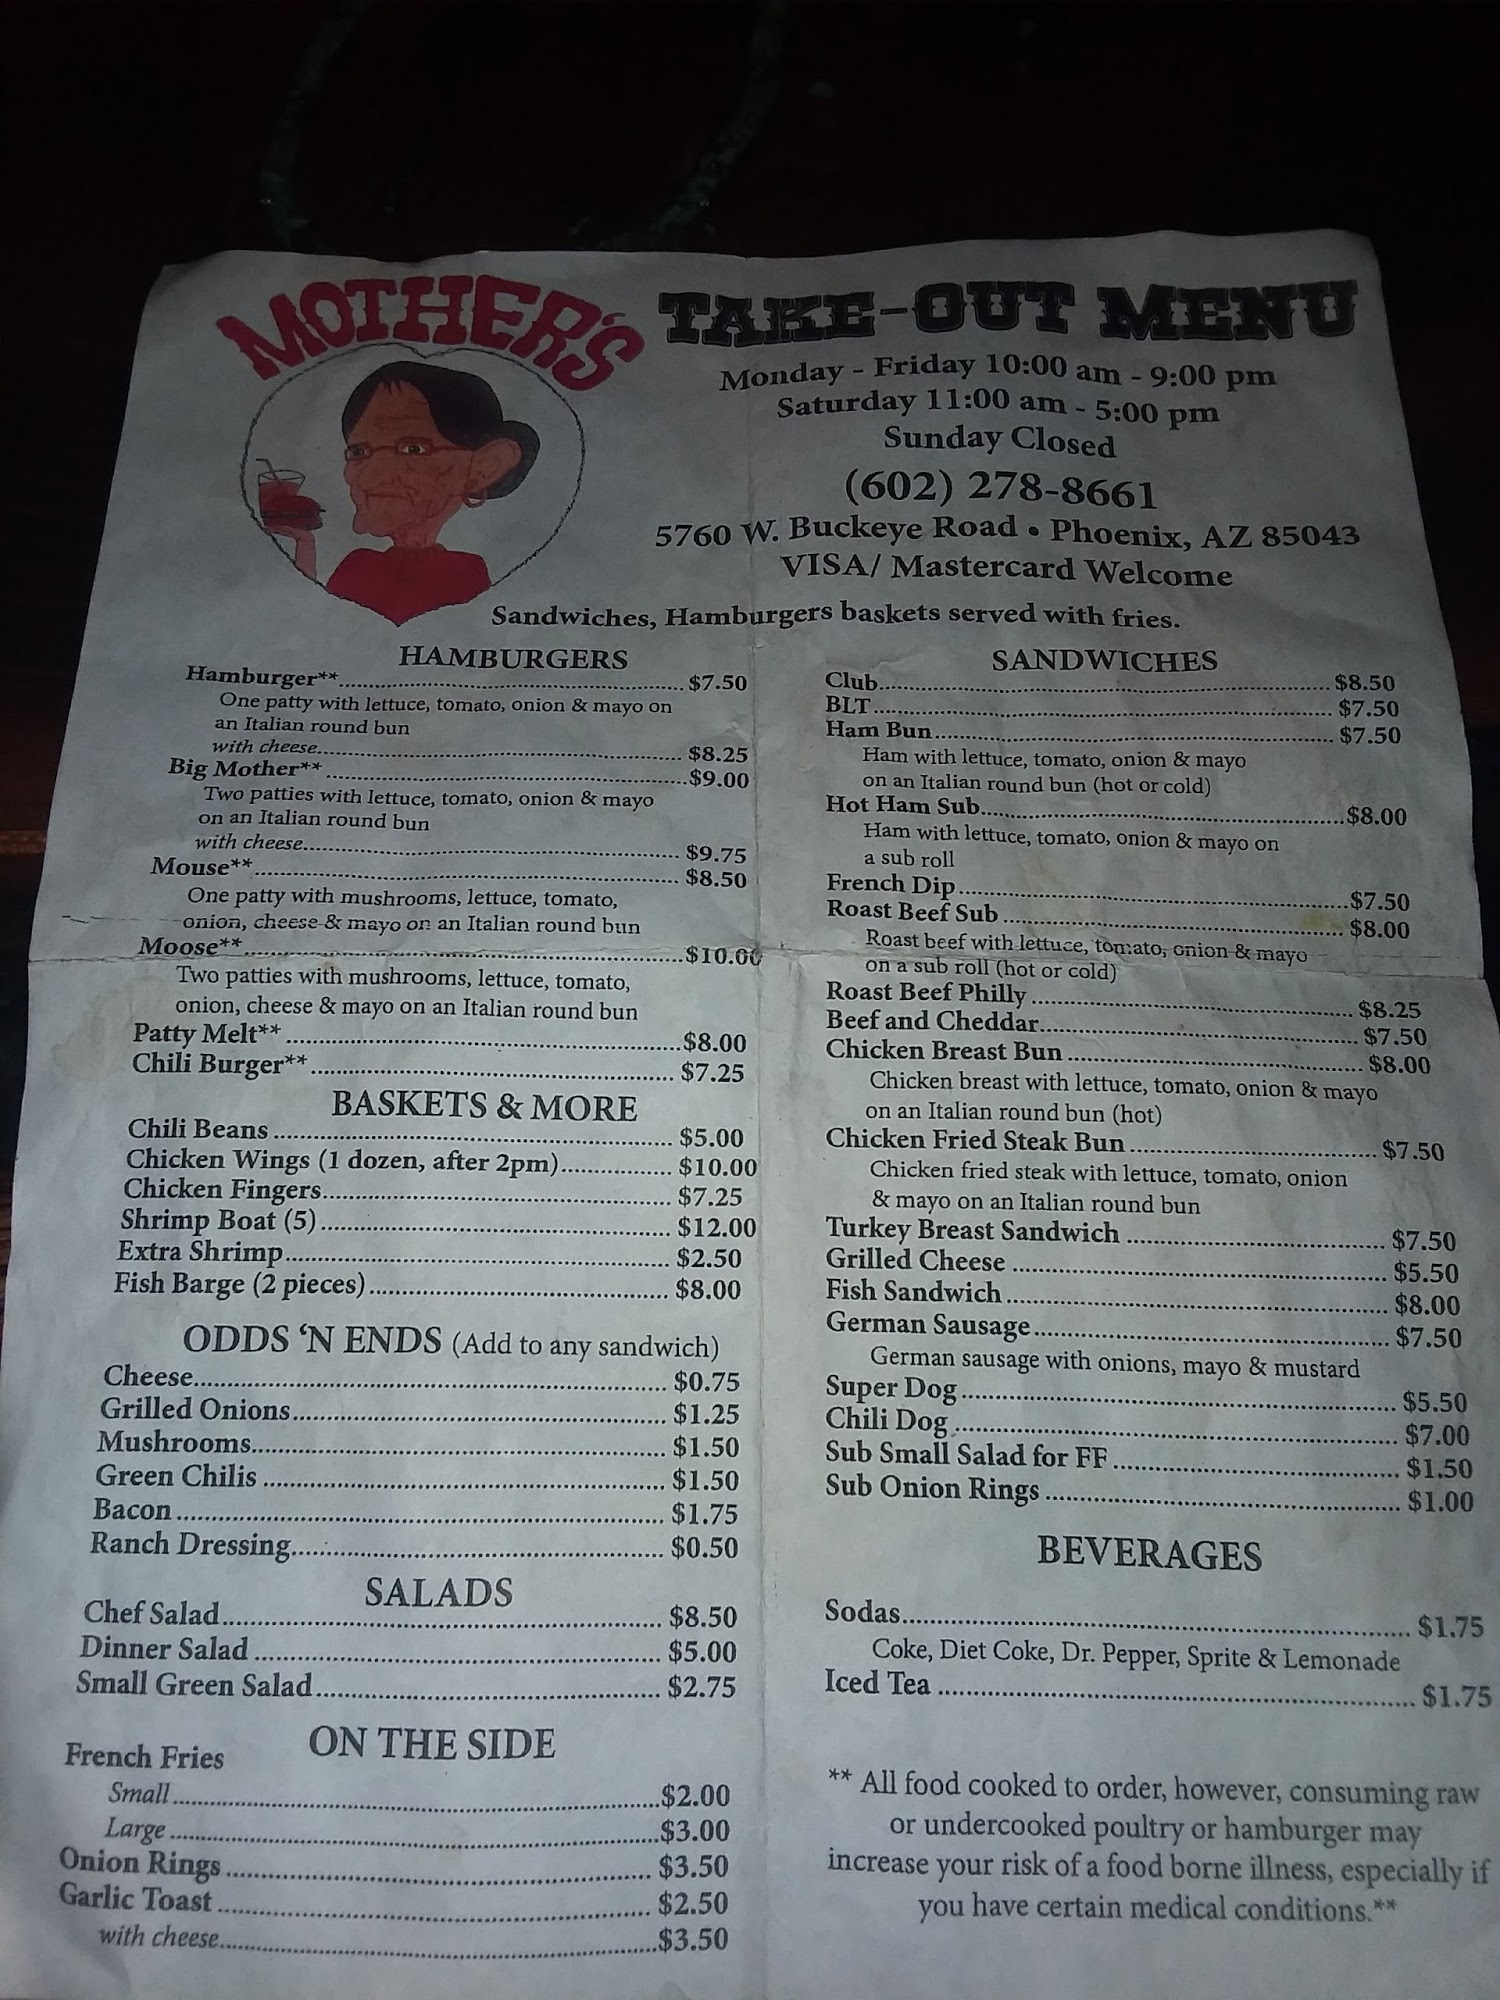 MOTHER'S
TAKE-OUT MENU
Monday - Friday 10:00 am - 9:00 pm
Saturday 11:00 am - 5:00 pm
Sunday Closed
(602) 278-8661
5760 W. Buckeye Road • Phoenix, AZ 85043
VISA/ Mastercard Welcome
Sandwiches, Hamburgers baskets served with fries.
HAMBURGERS
Hamburger** $7.50
One patty with lettuce, tomato, onion & mayo on
an Italian round bun
with cheese $8.25
Big Mother** $9.00
Two patties with lettuce, tomato, onion & mayo
on an Italian round bun
with cheese $9.75
Mouse** $8.50
One patty with mushrooms, lettuce, tomato,
onion, cheese & mayo on an Italian round bun
Moose** $10.00
Two patties with mushrooms, lettuce, tomato,
onion, cheese & mayo on an Italian round bun
Patty Melt** $8.00
Chili Burger** $7.25
BASKETS & MORE
Chili Beans $5.00
Chicken Wings (1 dozen, after 2pm) $10.00
Chicken Fingers $7.25
Shrimp Boat (5) $12.00
Extra Shrimp $2.50
Fish Barge (2 pieces) $8.00
ODDS 'N ENDS (Add to any sandwich)
Cheese $0.75
Grilled Onions $1.25
Mushrooms $1.50
Green Chilis $1.50
Bacon $1.75
Ranch Dressing $0.50
SALADS
Chef Salad $8.50
Dinner Salad $5.00
Small Green Salad $2.75
ON THE SIDE
French Fries
Small $2.00
Large $3.00
Onion Rings $3.50
Garlic Toast $2.50
with cheese $3.50
SANDWICHES
Club $8.50
BLT $7.50
Ham Bun $7.50
Ham with lettuce, tomato, onion & mayo
on an Italian round bun (hot or cold)
Hot Ham Sub $8.00
Ham with lettuce, tomato, onion & mayo on
a sub roll
French Dip $7.50
Roast Beef Sub $8.00
Roast beef with lettuce, tomato, onion & mayo
on a sub roll (hot or cold)
Roast Beef Philly $8.25
Beef and Cheddar $7.50
Chicken Breast Bun $8.00
Chicken breast with lettuce, tomato, onion & mayo
on an Italian round bun (hot)
Chicken Fried Steak Bun $7.50
Chicken fried steak with lettuce, tomato, onion
& mayo on an Italian round bun
Turkey Breast Sandwich $7.50
Grilled Cheese $5.50
Fish Sandwich $8.00
German Sausage $7.50
German sausage with onions, mayo & mustard
Super Dog $5.50
Chili Dog $7.00
Sub Small Salad for FF $1.50
Sub Onion Rings $1.00
BEVERAGES
Sodas $1.75
Coke, Diet Coke, Dr. Pepper, Sprite & Lemonade
Iced Tea $1.75
** All food cooked to order, however, consuming raw
or undercooked poultry or hamburger may
increase your risk of a food borne illness, especially if
you have certain medical conditions.**